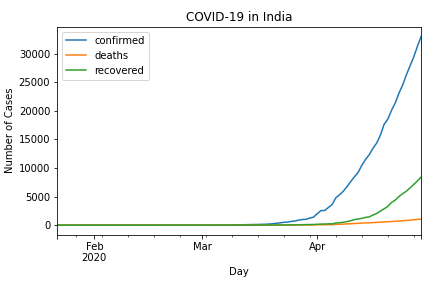 COVID-19 in India
confirmed
deaths
recovered
Number of Cases
30000
25000
20000
15000
10000
5000
0
Feb
2020
Mar
Apr
Day